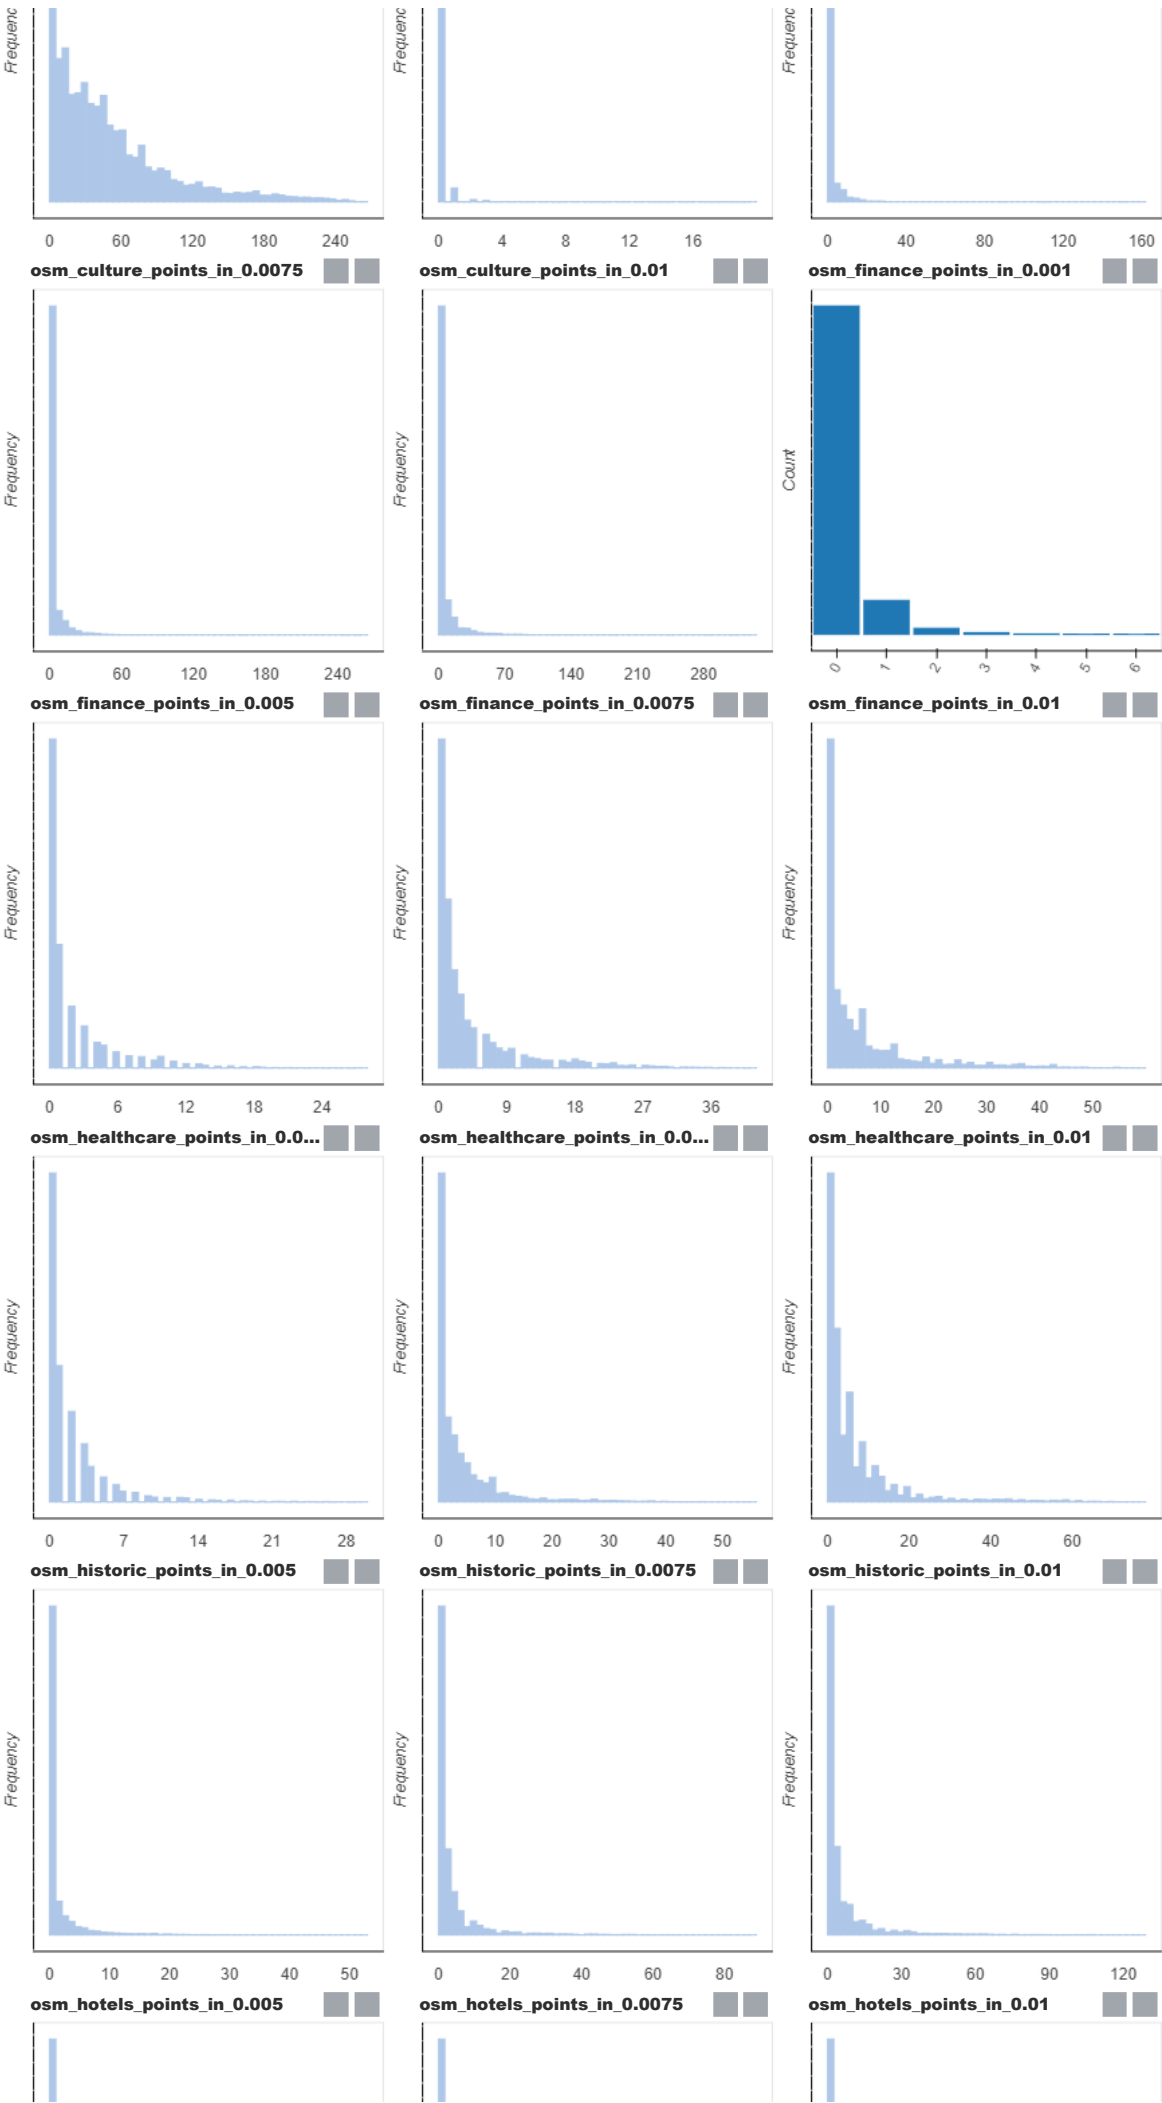 Frequenc Frequenc Frequenc
0 60 120 180 240 0 4 8 12 16 0 40 80 120 160
osm_culture_points_in_0.0075 osm_culture_points_in_0.01 osm_finance_points_in_0.001
Frequency Frequency Count
0 60 120 180 240 0 70 140 210 280 0 1 2 3 4 5 6
osm_finance_points_in_0.005 osm_finance_points_in_0.0075 osm_finance_points_in_0.01
Frequency Frequency Frequency
0 6 12 18 24 0 9 18 27 36 0 10 20 30 40 50
osm_healthcare_points_in_0.0... osm_healthcare_points_in_0.0... osm_healthcare_points_in_0.01
Frequency Frequency Frequency
0 7 14 21 28 0 10 20 30 40 50 0 20 40 60
osm_historic_points_in_0.005 osm_historic_points_in_0.0075 osm_historic_points_in_0.01
Frequency Frequency Frequency
0 10 20 30 40 50 0 20 40 60 80 0 30 60 90 120
osm_hotels_points_in_0.005 osm_hotels_points_in_0.0075 osm_hotels_points_in_0.01